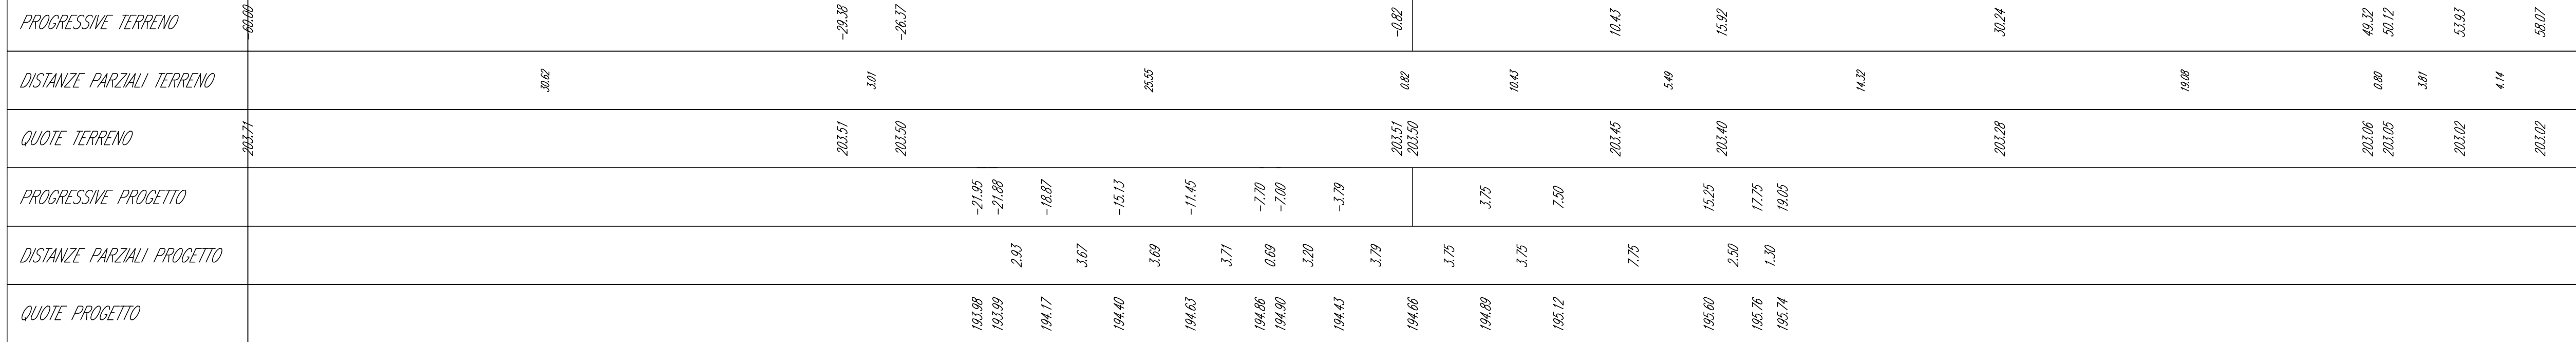 PROGRESSIVE TERRENO -60.00 -29.38 -26.37 -0.82 10.43 15.92 30.24 49.32 50.12 53.93 58.07
DISTANZE PARZIALI TERRENO 30.62 3.01 25.55 0.82 10.43 5.49 14.32 19.08 0.80 3.81 4.14
QUOTE TERRENO 203.71 203.51 203.50 203.51 203.50 203.45 203.40 203.28 203.06 203.05 203.02 203.02
PROGRESSIVE PROGETTO -21.95 -21.88 -18.87 -15.13 -11.45 -7.70 -7.00 -3.79 3.75 7.50 15.25 17.75 19.05
DISTANZE PARZIALI PROGETTO 2.93 3.67 3.69 3.71 0.69 3.20 3.79 3.75 3.75 7.75 2.50 1.30
QUOTE PROGETTO 193.98 193.99 194.17 194.40 194.63 194.86 194.90 194.43 194.66 194.89 195.12 195.60 195.76 195.74